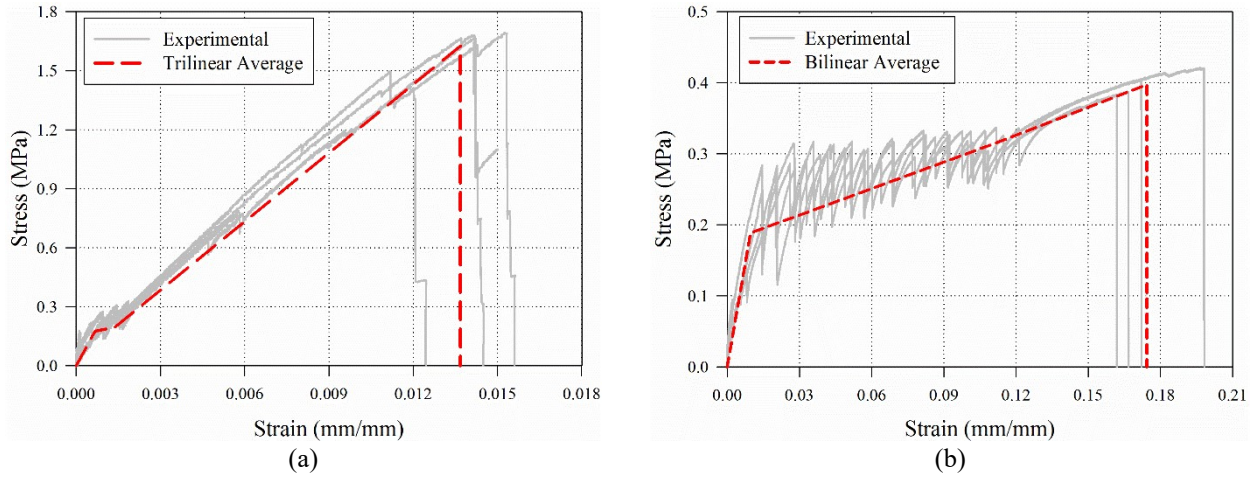 1.8
Experimental
Trilinear Average
1.5
1.2
0.9
0.6
0.3
0.0
Stress (MPa)
0.000 0.003 0.006 0.009 0.012 0.015 0.018
Strain (mm/mm)
(a)
0.5
Experimental
Bilinear Average
0.4
0.3
0.2
0.1
0.0
Stress (MPa)
0.00 0.03 0.06 0.09 0.12 0.15 0.18 0.21
Strain (mm/mm)
(b)